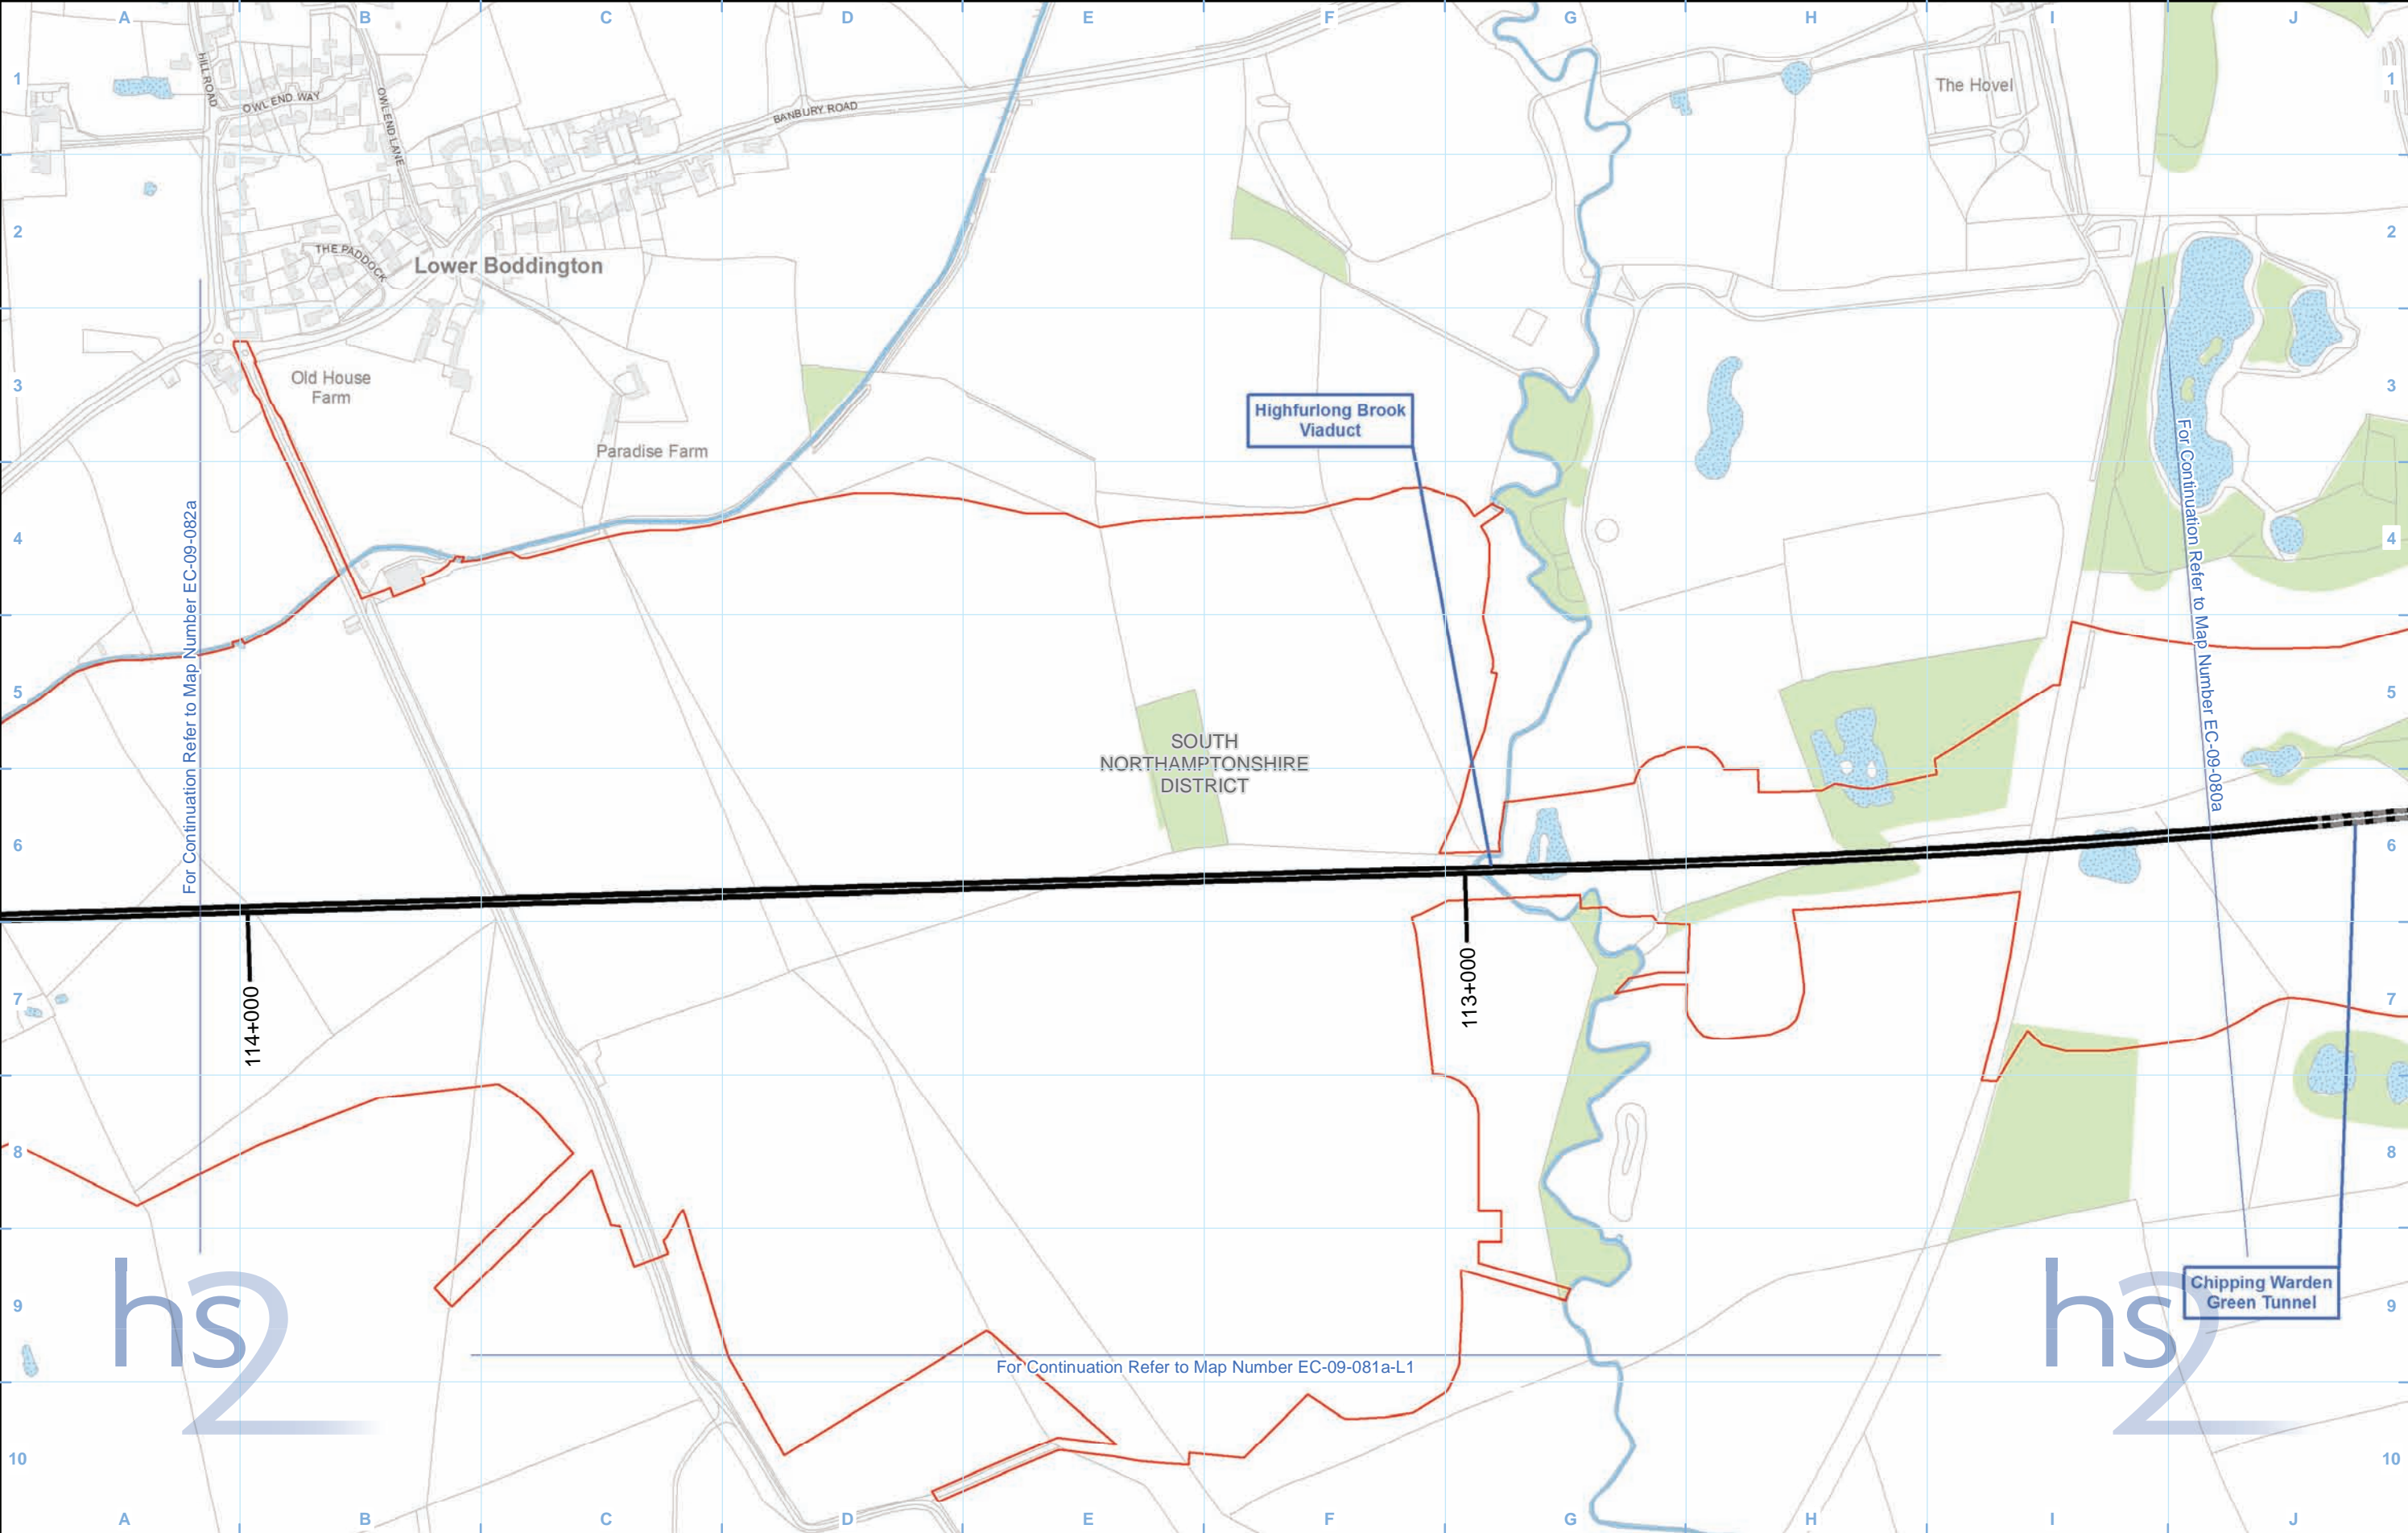 A B C D E F G H I J
1 1
HILL ROAD
OWL END WAY
OWL END LANE
BANBURY ROAD
The Hovel
2 2
THE PADDOCK
Lower Boddington
3 3
Old House
Farm
Paradise Farm
Highfurlong Brook
Viaduct
For Continuation Refer to Map Number EC-09-082a
For Continuation Refer to Map Number EC-09-080a
4 4
5 5
SOUTH
NORTHAMPTONSHIRE
DISTRICT
6 6
7 7
114+000
113+000
8 8
9 9
hs2
hs2
Chipping Warden
Green Tunnel
For Continuation Refer to Map Number EC-09-081a-L1
10 10
A B C D E F G H I J